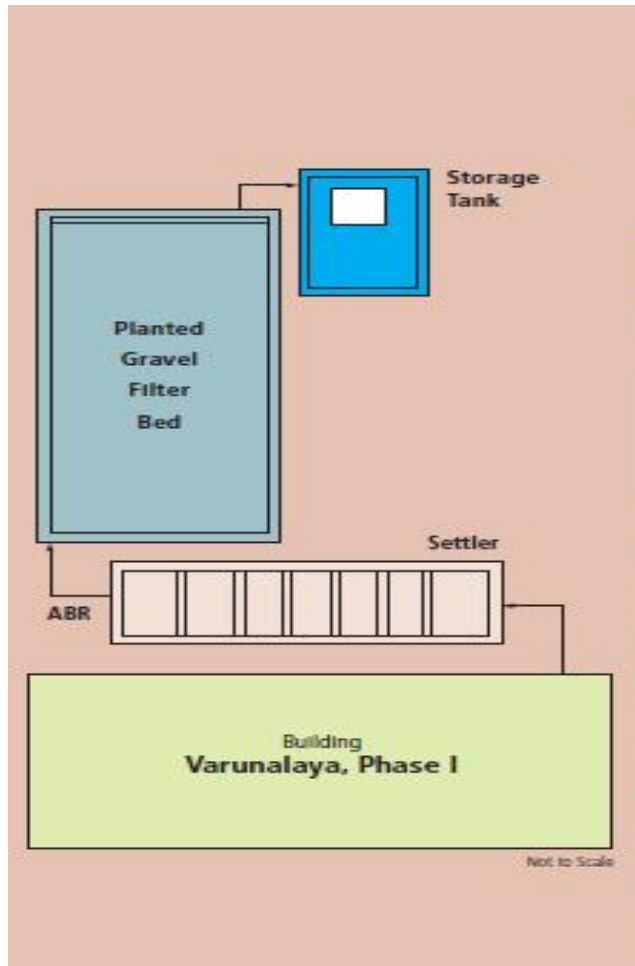 Storage
Tank
Planted
Gravel
Filter
Bed
Settler
ABR
Building
Varunalaya, Phase I
Not to Scale